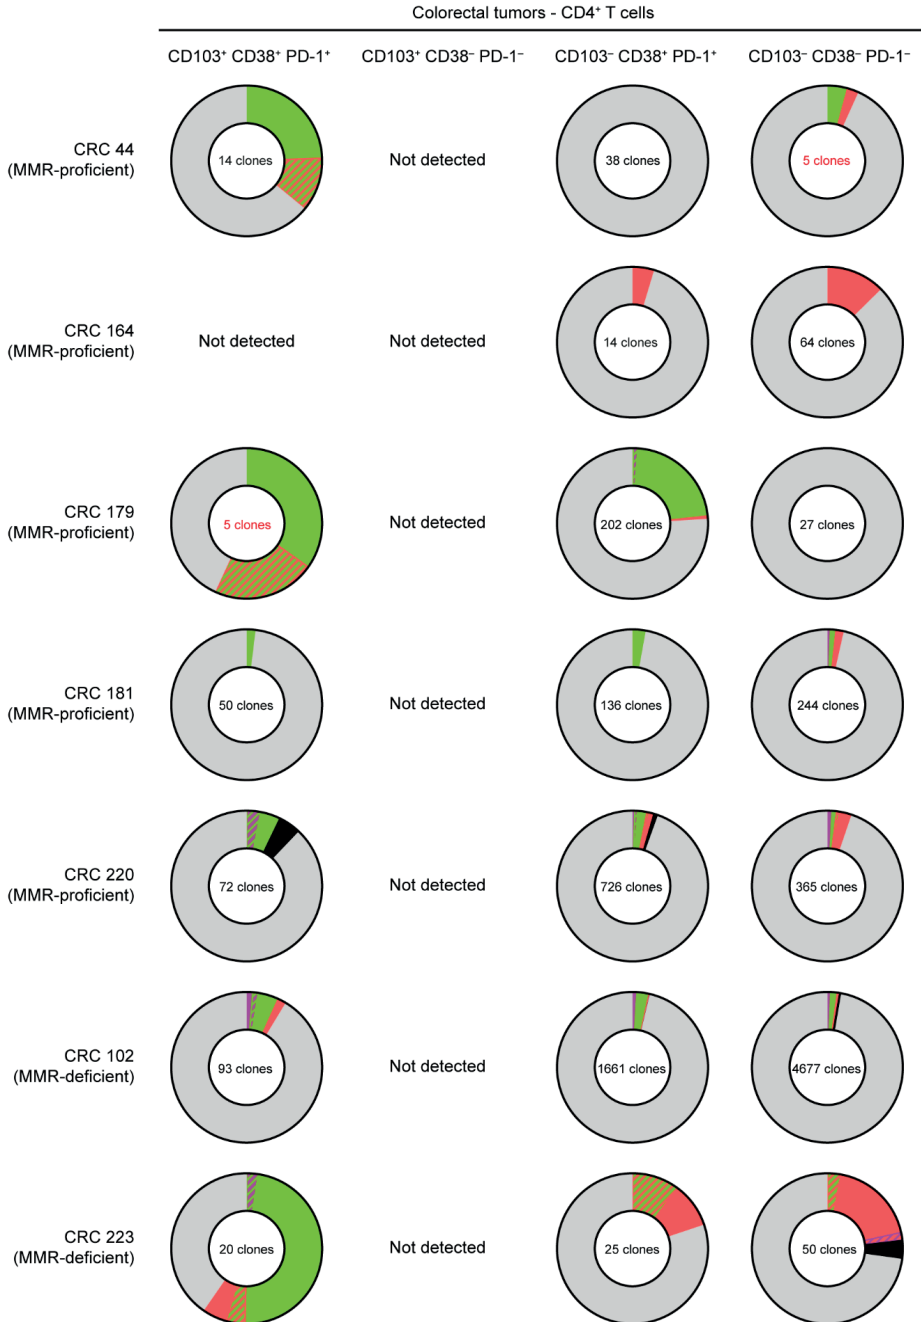 Colorectal tumors - CD4⁺ T cells
CD103⁺ CD38⁺ PD-1⁺ CD103⁺ CD38⁻ PD-1⁻ CD103⁻ CD38⁺ PD-1⁺ CD103⁻ CD38⁻ PD-1⁻
CRC 44
(MMR-proficient)
14 clones
Not detected
38 clones
5 clones
CRC 164
(MMR-proficient)
Not detected
Not detected
14 clones
64 clones
CRC 179
(MMR-proficient)
5 clones
Not detected
202 clones
27 clones
CRC 181
(MMR-proficient)
50 clones
Not detected
136 clones
244 clones
CRC 220
(MMR-proficient)
72 clones
Not detected
726 clones
365 clones
CRC 102
(MMR-deficient)
93 clones
Not detected
1661 clones
4677 clones
CRC 223
(MMR-deficient)
20 clones
Not detected
25 clones
50 clones